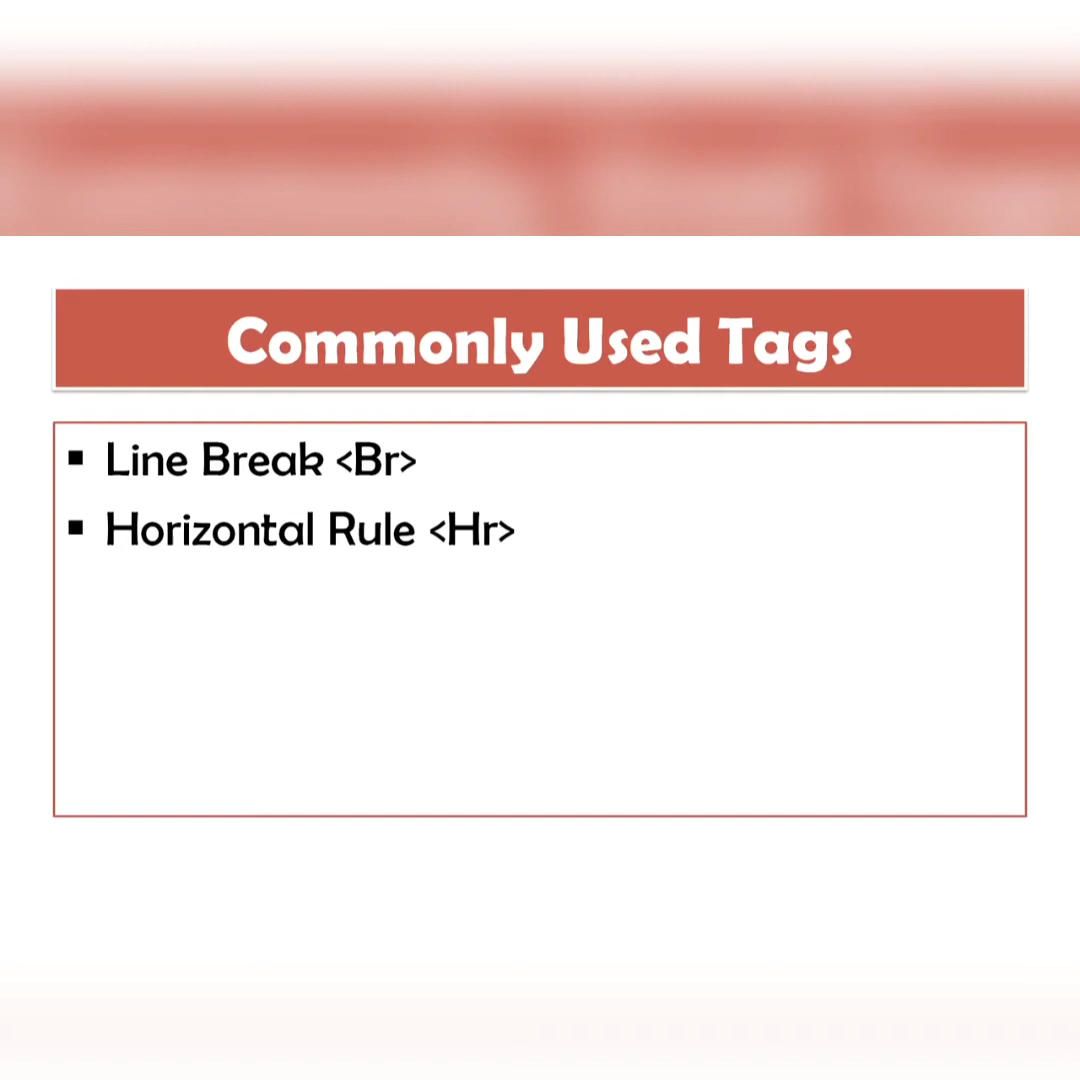 Commonly Used Tags
▪ Line Break <Br>
▪ Horizontal Rule <Hr>